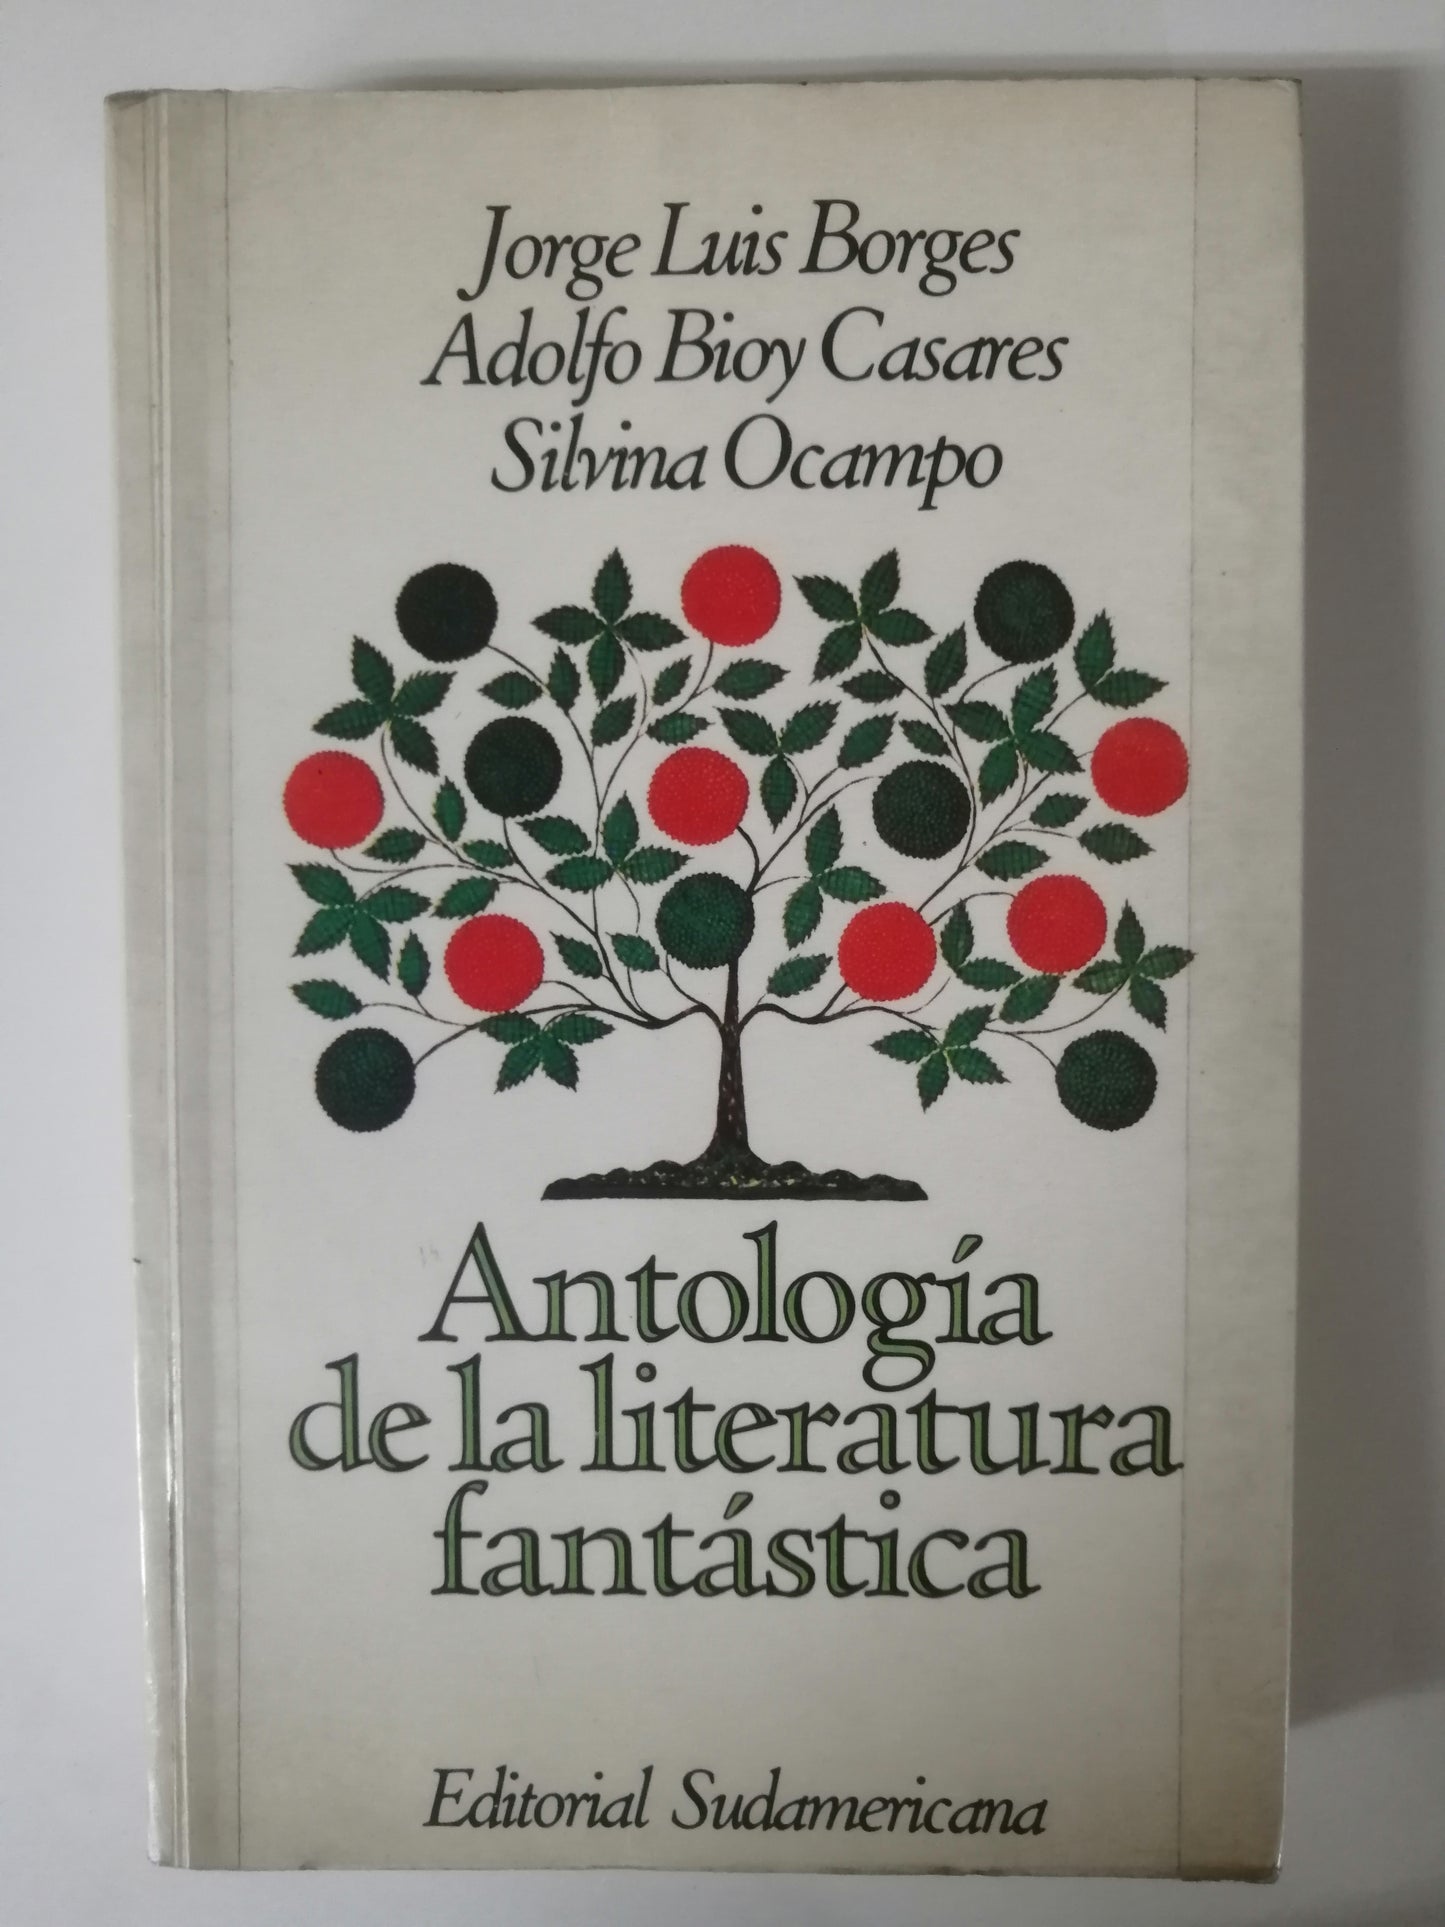 Jorge Luis Borges
Adolfo Bioy Casares
Silvina Ocampo
Antología
de la literatura
fantástica
Editorial Sudamericana